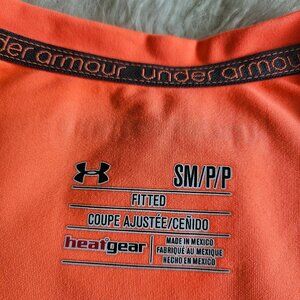 under armour under armour
SM/P/P
FITTED
COUPE AJUSTÉE/CEÑIDO
heatgear
MADE IN MEXICO
FABRIQUÉ AU MEXIQUE
HECHO EN MEXICO